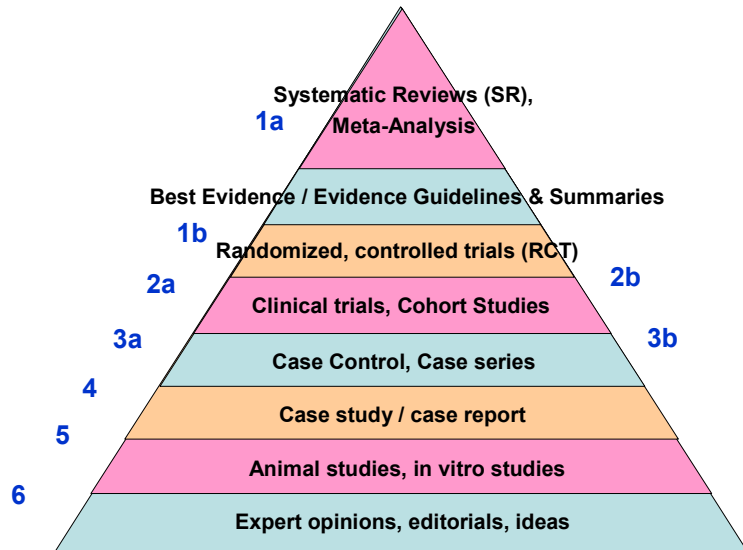 Systematic Reviews (SR),
1a
Meta-Analysis
Best Evidence / Evidence Guidelines & Summaries
1b
Randomized, controlled trials (RCT)
2a
2b
Clinical trials, Cohort Studies
3a
3b
Case Control, Case series
4
Case study / case report
5
Animal studies, in vitro studies
6
Expert opinions, editorials, ideas